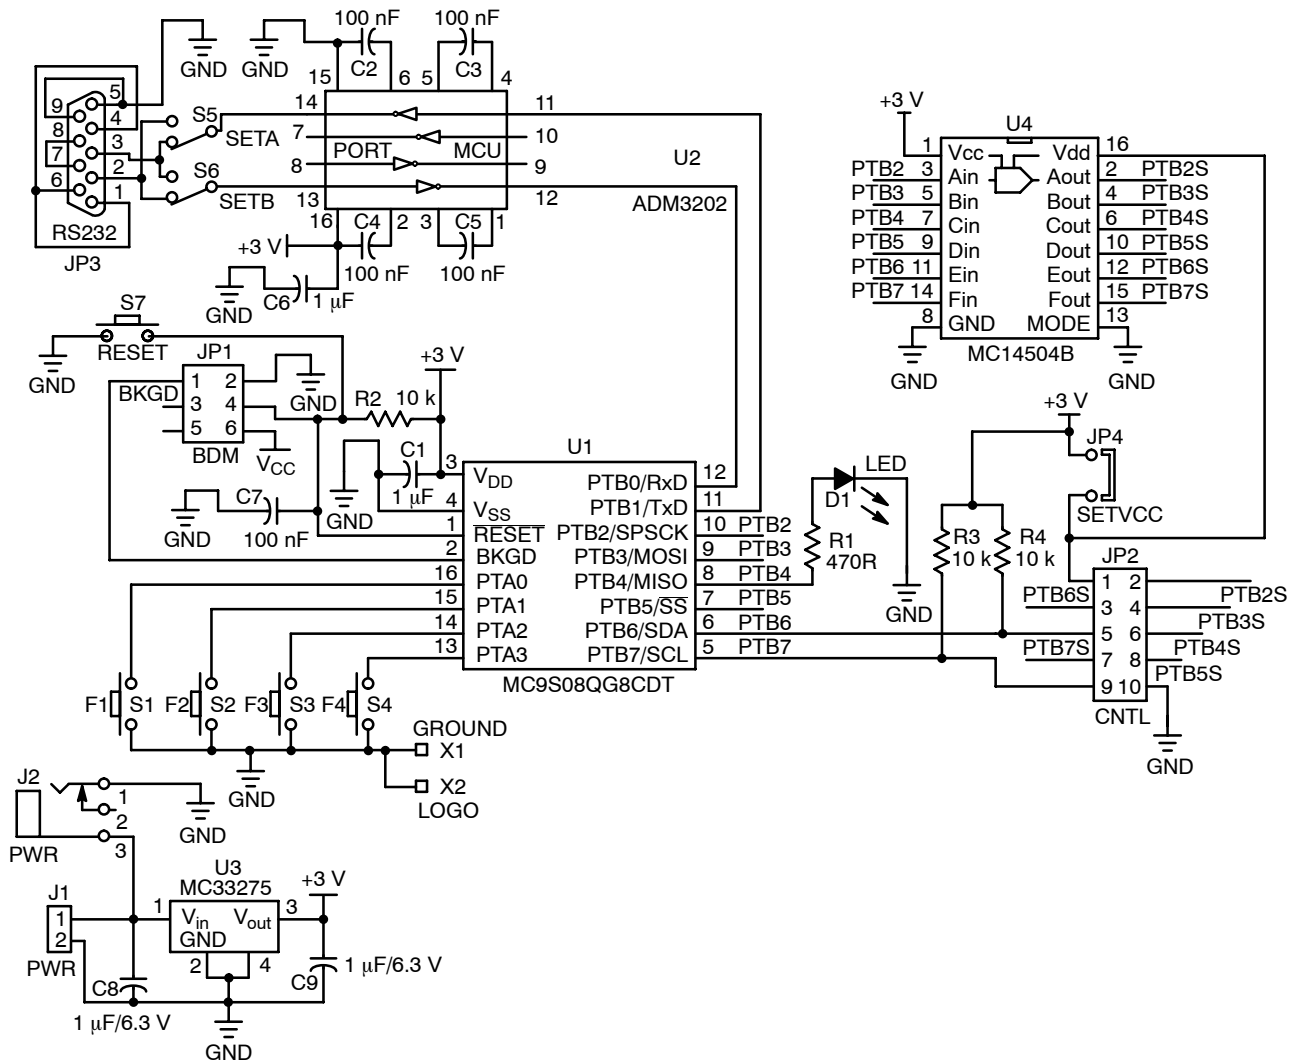 100 nF
100 nF
C2
C3
GND
GND
15
6
5
4
14
11
7
10
PORT
MCU
8
9
13
12
16
2
3
1
C4
C5
U2
ADM3202
+3 V
100 nF
100 nF
C6
1 μF
GND
9
5
4
8
3
7
2
6
1
RS232
JP3
S5
SETA
S6
SETB
S7
RESET
GND
JP1
BKGD
1 2
3 4
5 6
BDM
VCC
GND
R2
10 k
+3 V
C1
1 μF
GND
C7
100 nF
GND
U1
3
VDD
4
VSS
1
RESET
2
BKGD
16
PTA0
15
PTA1
14
PTA2
13
PTA3
PTB0/RxD
12
PTB1/TxD
11
PTB2/SPSCK
10
PTB2
PTB3/MOSI
9
PTB3
PTB4/MISO
8
PTB4
PTB5/SS
7
PTB5
PTB6/SDA
6
PTB6
PTB7/SCL
5
PTB7
MC9S08QG8CDT
LED
D1
R1
470R
GND
+3 V
U4
1
Vcc
Vdd
16
PTB2
3
Ain
Aout
2
PTB2S
PTB3
5
Bin
Bout
4
PTB3S
PTB4
7
Cin
Cout
6
PTB4S
PTB5
9
Din
Dout
10
PTB5S
PTB6
11
Ein
Eout
12
PTB6S
PTB7
14
Fin
Fout
15
PTB7S
8
GND
MODE
13
MC14504B
GND
GND
+3 V
JP4
SETVCC
R3
10 k
R4
10 k
JP2
1 2
3 4
5 6
7 8
9 10
PTB6S
PTB7S
PTB2S
PTB3S
PTB4S
PTB5S
CNTL
GND
F1
S1
F2
S2
F3
S3
F4
S4
GROUND
X1
X2
LOGO
GND
J2
1
2
3
PWR
GND
J1
1
2
PWR
U3
MC33275
1
Vin
Vout
3
GND
2
4
+3 V
C8
1 μF/6.3 V
C9
1 μF/6.3 V
GND